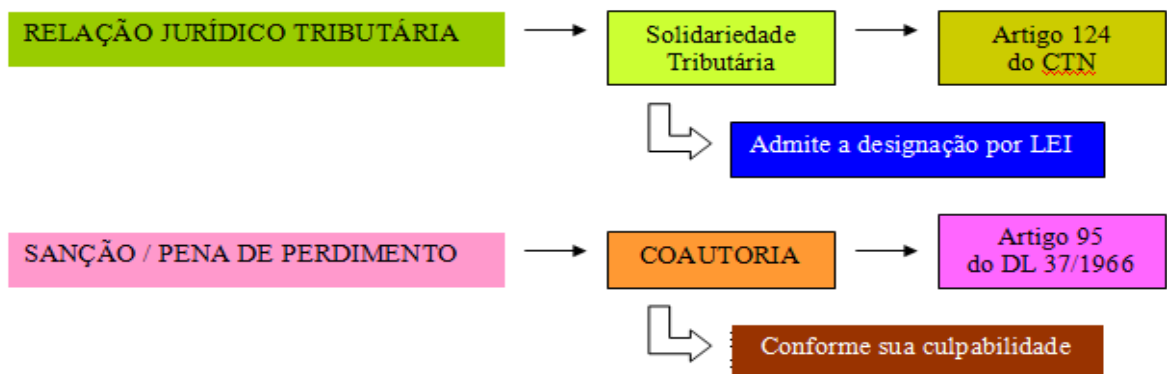 RELAÇÃO JURÍDICO TRIBUTÁRIA
Solidariedade
Tributária
Artigo 124
do CTN
Admite a designação por LEI
SANÇÃO / PENA DE PERDIMENTO
COAUTORIA
Artigo 95
do DL 37/1966
Conforme sua culpabilidade